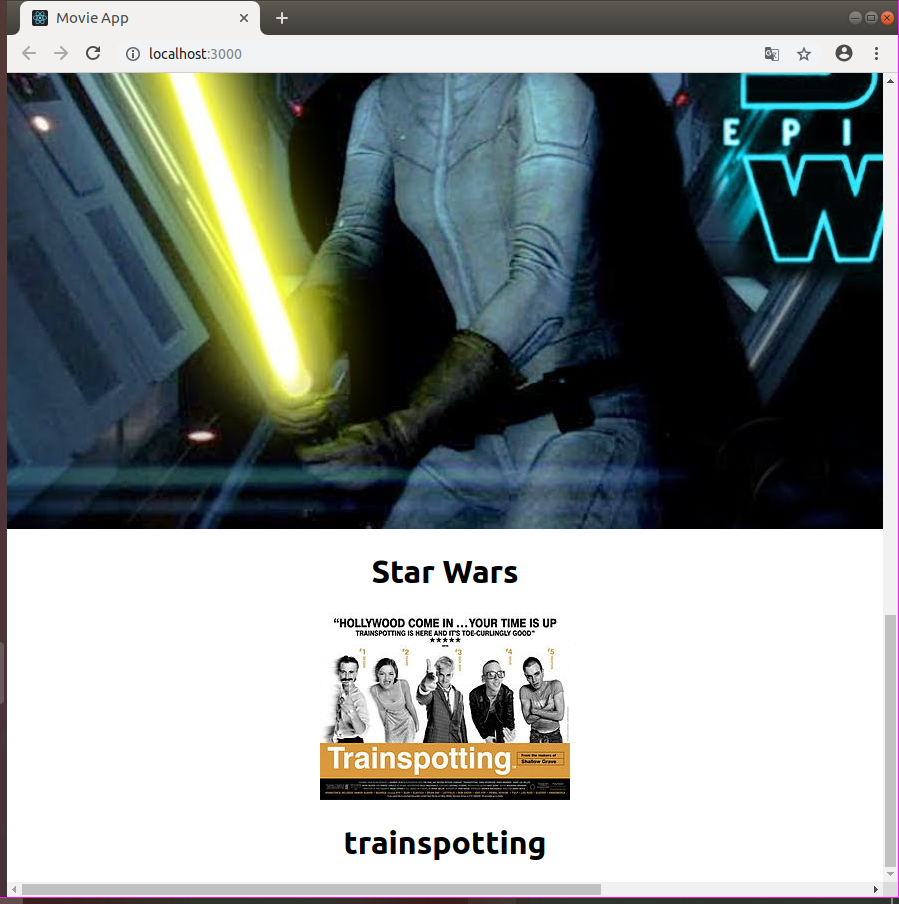 Movie App
localhost:3000
EPI
W
Star Wars
“HOLLYWOOD COME IN ...YOUR TIME IS UP
TRAINSPOTTING IS HERE AND IT'S TOE-CURLINGLY GOOD”
#1 #2 #3 #4 #5
Trainspotting
From the makers of
Shallow Grave
trainspotting